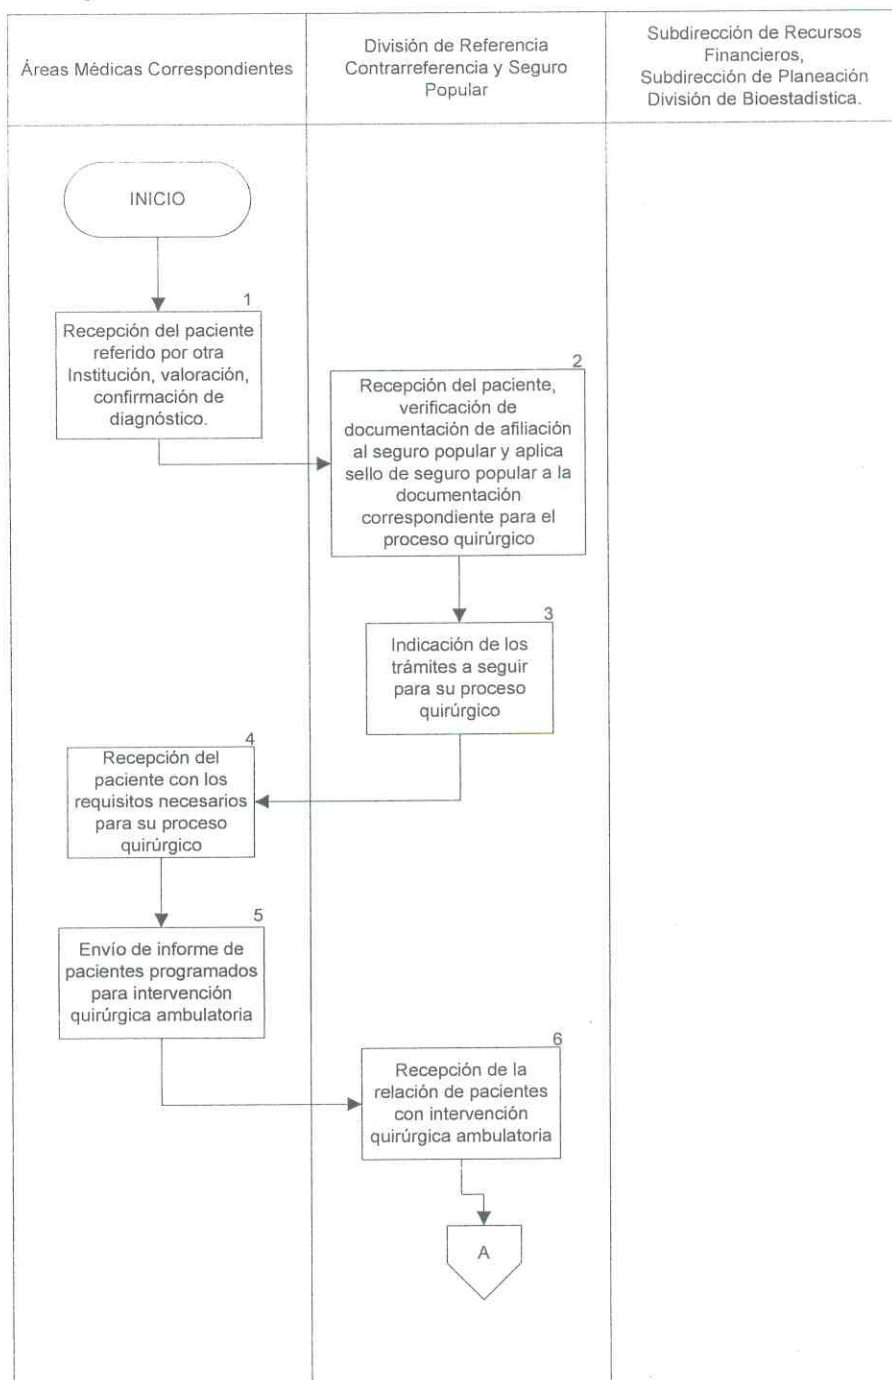 Áreas Médicas Correspondientes
División de Referencia
Contrarreferencia y Seguro
Popular
Subdirección de Recursos
Financieros,
Subdirección de Planeación
División de Bioestadística.
INICIO
1
Recepción del paciente
referido por otra
Institución, valoración,
confirmación de
diagnóstico.
2
Recepción del paciente,
verificación de
documentación de afiliación
al seguro popular y aplica
sello de seguro popular a la
documentación
correspondiente para el
proceso quirúrgico
3
Indicación de los
trámites a seguir
para su proceso
quirúrgico
4
Recepción del
paciente con los
requisitos necesarios
para su proceso
quirúrgico
5
Envío de informe de
pacientes programados
para intervención
quirúrgica ambulatoria
6
Recepción de la
relación de pacientes
con intervención
quirúrgica ambulatoria
A